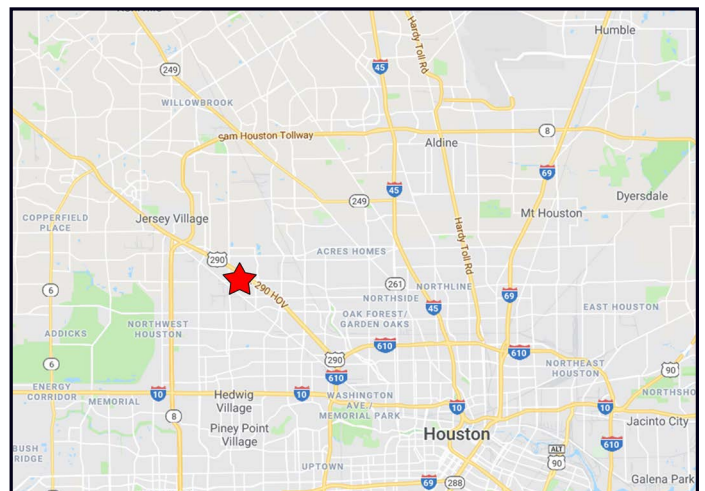 Humble
Hardy Toll Rd
45
249
WILLOWBROOK
Sam Houston Tollway
8
Aldine
69
45
249
Dyersdale
Mt Houston
COPPERFIELD
PLACE
Jersey Village
Hardy Toll Rd
ACRES HOMES
290
290 HOV
261
NORTHLINE
6
NORTHSIDE
69
45
EAST HOUSTON
OAK FOREST/
GARDEN OAKS
NORTHWEST
HOUSTON
ADDICKS
610
610
6
290
610
NORTHEAST
HOUSTON
90
ENERGY
CORRIDOR
MEMORIAL
10
Hedwig
Village
10
WASHINGTON
AVE./
MEMORIAL PARK
10
10
NORTHSHO
8
Jacinto City
Piney Point
Village
Houston
610
BUSH
RIDGE
ALT
90
UPTOWN
69
288
Galena Park